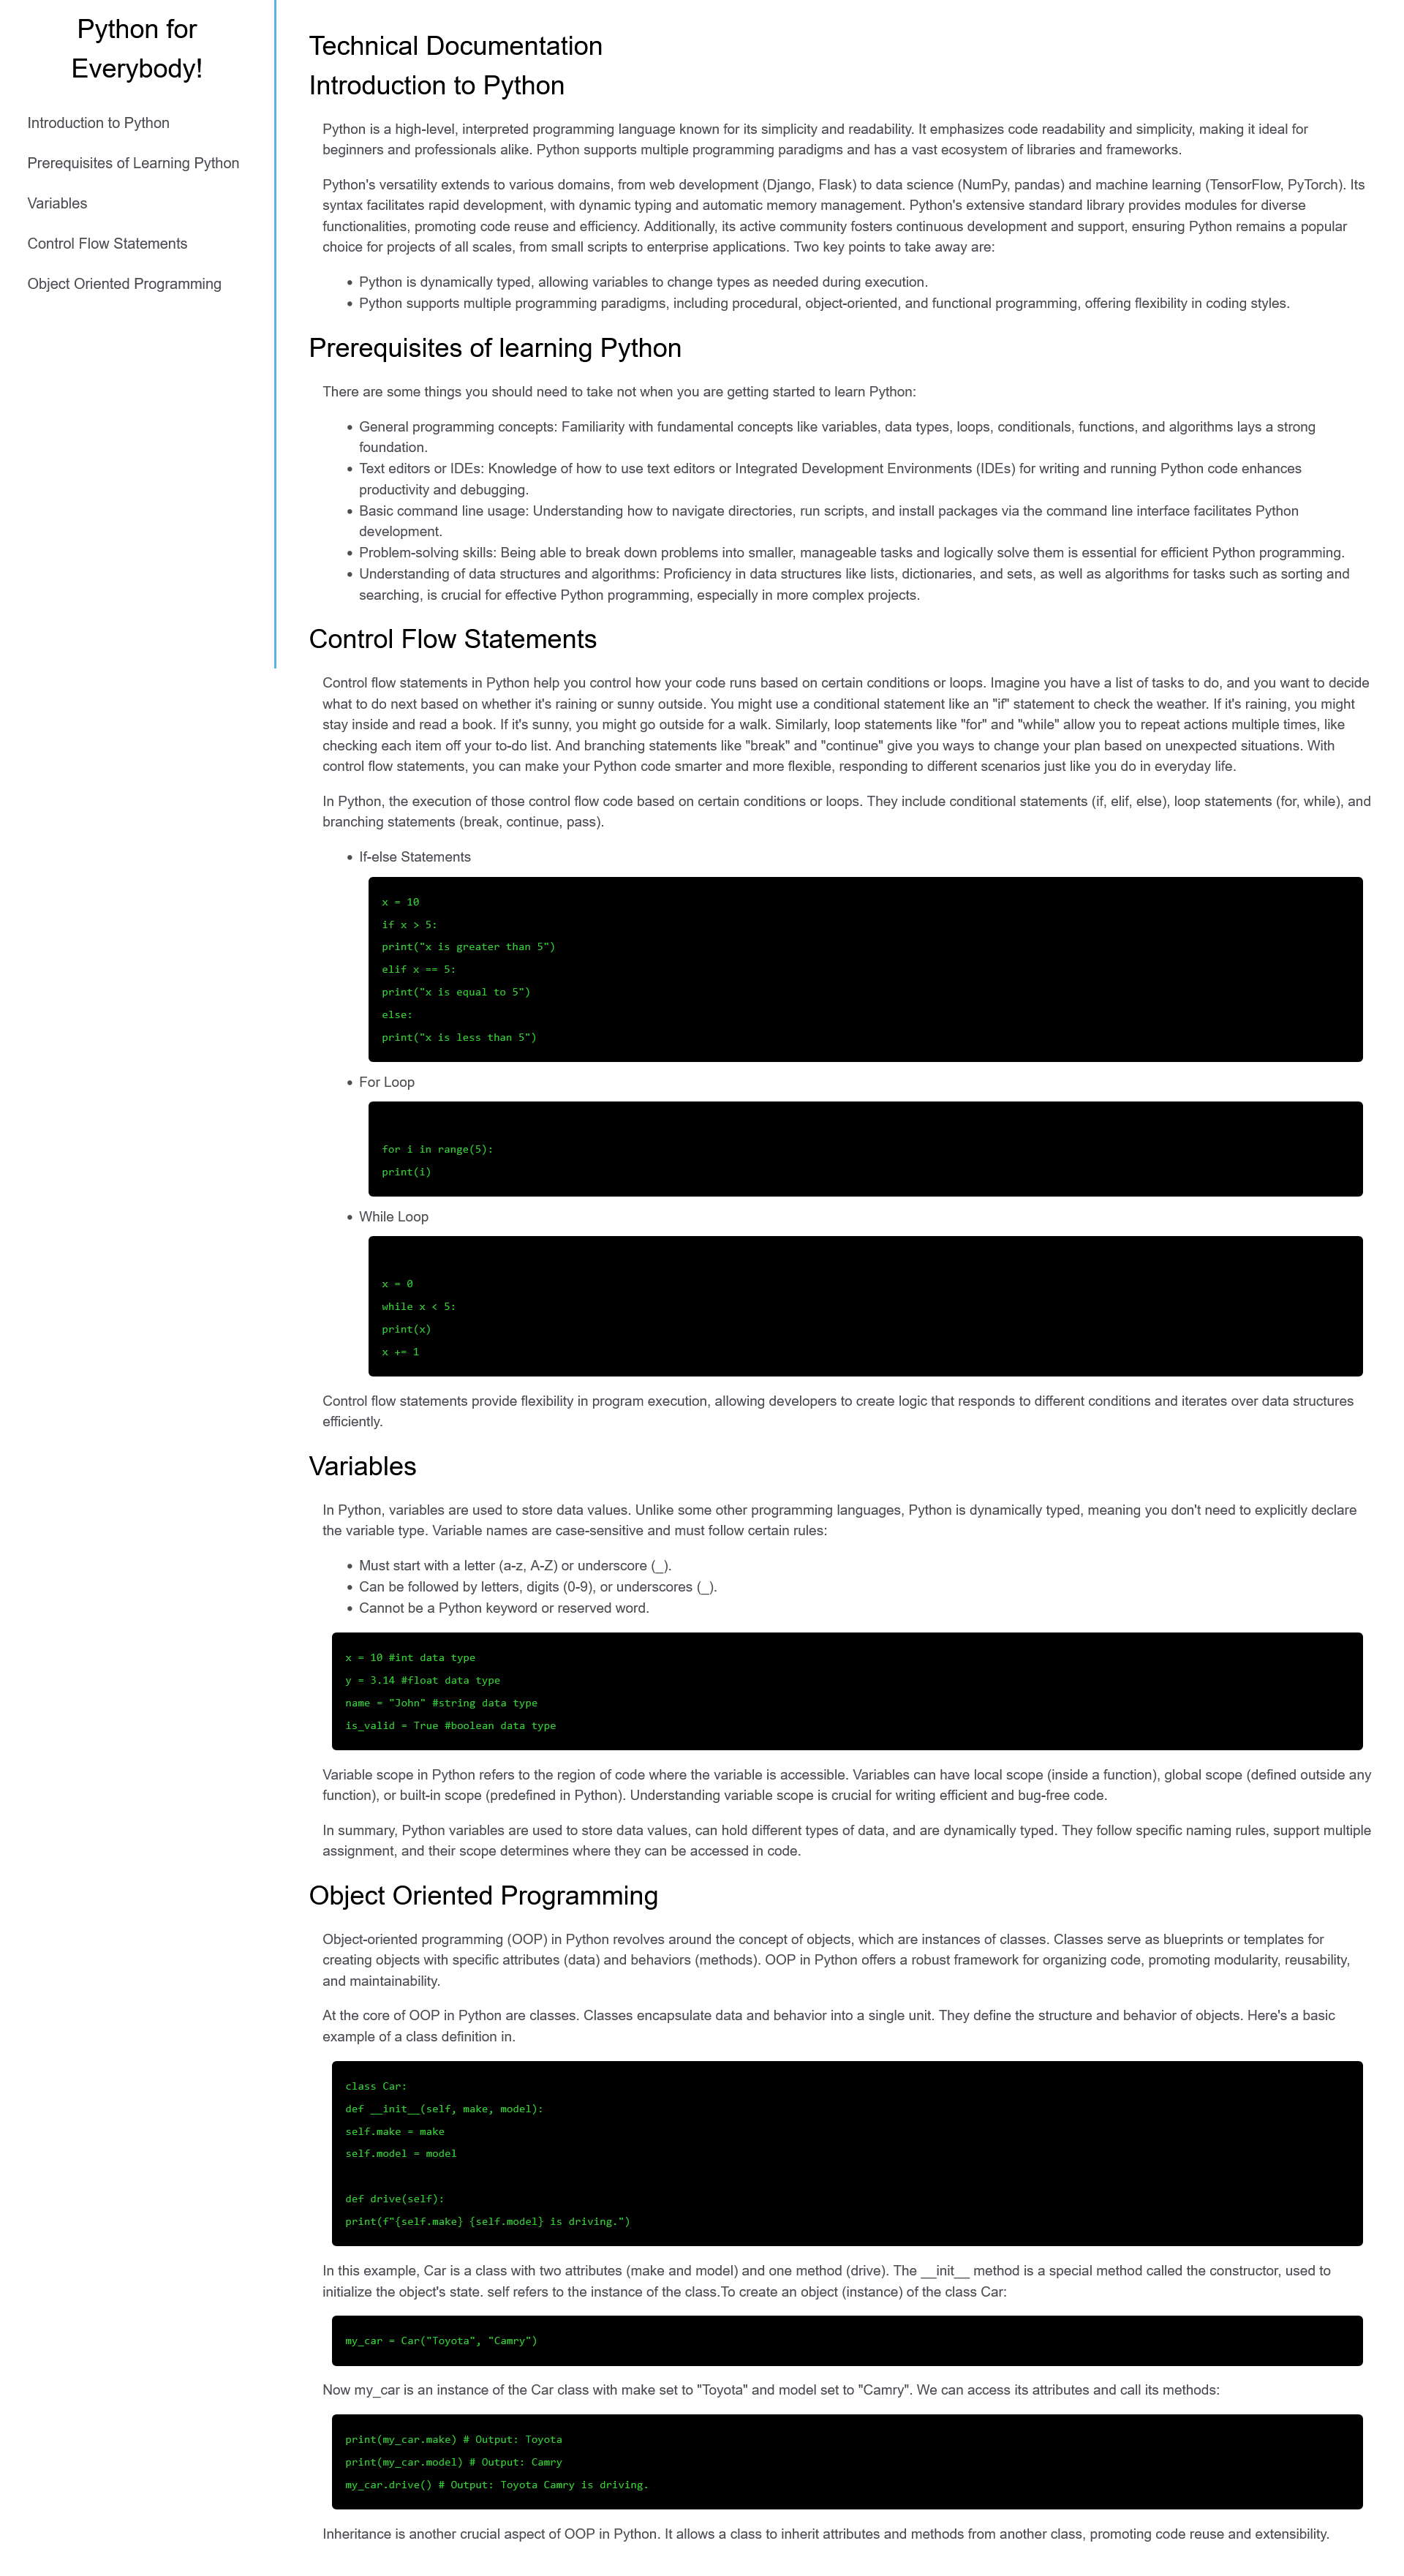 Python for
Everybody!
Introduction to Python
Prerequisites of Learning Python
Variables
Control Flow Statements
Object Oriented Programming
Technical Documentation
Introduction to Python
Python is a high-level, interpreted programming language known for its simplicity and readability. It emphasizes code readability and simplicity, making it ideal for
beginners and professionals alike. Python supports multiple programming paradigms and has a vast ecosystem of libraries and frameworks.
Python's versatility extends to various domains, from web development (Django, Flask) to data science (NumPy, pandas) and machine learning (TensorFlow, PyTorch). Its
syntax facilitates rapid development, with dynamic typing and automatic memory management. Python's extensive standard library provides modules for diverse
functionalities, promoting code reuse and efficiency. Additionally, its active community fosters continuous development and support, ensuring Python remains a popular
choice for projects of all scales, from small scripts to enterprise applications. Two key points to take away are:
• Python is dynamically typed, allowing variables to change types as needed during execution.
• Python supports multiple programming paradigms, including procedural, object-oriented, and functional programming, offering flexibility in coding styles.
Prerequisites of learning Python
There are some things you should need to take not when you are getting started to learn Python:
• General programming concepts: Familiarity with fundamental concepts like variables, data types, loops, conditionals, functions, and algorithms lays a strong
foundation.
• Text editors or IDEs: Knowledge of how to use text editors or Integrated Development Environments (IDEs) for writing and running Python code enhances
productivity and debugging.
• Basic command line usage: Understanding how to navigate directories, run scripts, and install packages via the command line interface facilitates Python
development.
• Problem-solving skills: Being able to break down problems into smaller, manageable tasks and logically solve them is essential for efficient Python programming.
• Understanding of data structures and algorithms: Proficiency in data structures like lists, dictionaries, and sets, as well as algorithms for tasks such as sorting and
searching, is crucial for effective Python programming, especially in more complex projects.
Control Flow Statements
Control flow statements in Python help you control how your code runs based on certain conditions or loops. Imagine you have a list of tasks to do, and you want to decide
what to do next based on whether it's raining or sunny outside. You might use a conditional statement like an "if" statement to check the weather. If it's raining, you might
stay inside and read a book. If it's sunny, you might go outside for a walk. Similarly, loop statements like "for" and "while" allow you to repeat actions multiple times, like
checking each item off your to-do list. And branching statements like "break" and "continue" give you ways to change your plan based on unexpected situations. With
control flow statements, you can make your Python code smarter and more flexible, responding to different scenarios just like you do in everyday life.
In Python, the execution of those control flow code based on certain conditions or loops. They include conditional statements (if, elif, else), loop statements (for, while), and
branching statements (break, continue, pass).
• If-else Statements
x = 10
if x > 5:
print("x is greater than 5")
elif x == 5:
print("x is equal to 5")
else:
print("x is less than 5")
• For Loop
for i in range(5):
print(i)
• While Loop
x = 0
while x < 5:
print(x)
x += 1
Control flow statements provide flexibility in program execution, allowing developers to create logic that responds to different conditions and iterates over data structures
efficiently.
Variables
In Python, variables are used to store data values. Unlike some other programming languages, Python is dynamically typed, meaning you don't need to explicitly declare
the variable type. Variable names are case-sensitive and must follow certain rules:
• Must start with a letter (a-z, A-Z) or underscore (_).
• Can be followed by letters, digits (0-9), or underscores (_).
• Cannot be a Python keyword or reserved word.
x = 10 #int data type
y = 3.14 #float data type
name = "John" #string data type
is_valid = True #boolean data type
Variable scope in Python refers to the region of code where the variable is accessible. Variables can have local scope (inside a function), global scope (defined outside any
function), or built-in scope (predefined in Python). Understanding variable scope is crucial for writing efficient and bug-free code.
In summary, Python variables are used to store data values, can hold different types of data, and are dynamically typed. They follow specific naming rules, support multiple
assignment, and their scope determines where they can be accessed in code.
Object Oriented Programming
Object-oriented programming (OOP) in Python revolves around the concept of objects, which are instances of classes. Classes serve as blueprints or templates for
creating objects with specific attributes (data) and behaviors (methods). OOP in Python offers a robust framework for organizing code, promoting modularity, reusability,
and maintainability.
At the core of OOP in Python are classes. Classes encapsulate data and behavior into a single unit. They define the structure and behavior of objects. Here's a basic
example of a class definition in.
class Car:
def __init__(self, make, model):
self.make = make
self.model = model
def drive(self):
print(f"{self.make} {self.model} is driving.")
In this example, Car is a class with two attributes (make and model) and one method (drive). The __init__ method is a special method called the constructor, used to
initialize the object's state. self refers to the instance of the class.To create an object (instance) of the class Car:
my_car = Car("Toyota", "Camry")
Now my_car is an instance of the Car class with make set to "Toyota" and model set to "Camry". We can access its attributes and call its methods:
print(my_car.make) # Output: Toyota
print(my_car.model) # Output: Camry
my_car.drive() # Output: Toyota Camry is driving.
Inheritance is another crucial aspect of OOP in Python. It allows a class to inherit attributes and methods from another class, promoting code reuse and extensibility.